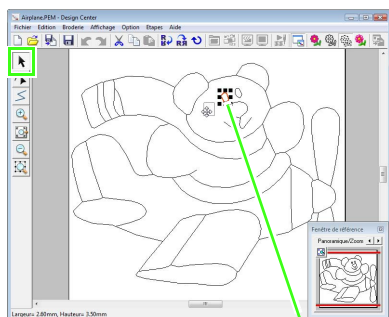 Airplane.PEM - Design Center
Fichier Edition Broderie Affichage Option Etapes Aide
Fenêtre de référence
Panoramique/Zoom
Largeur= 2.80mm, Hauteur= 3.50mm